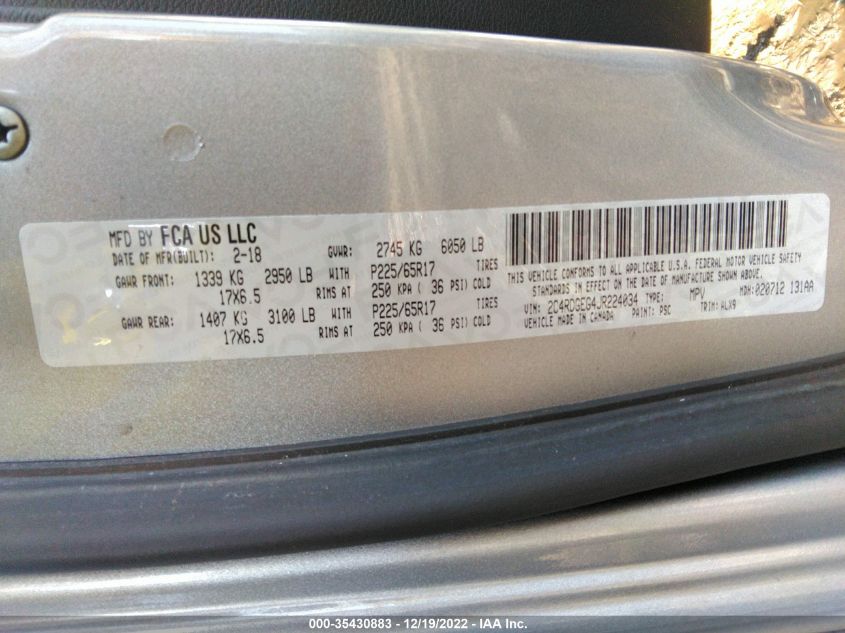 MFD BY FCA US LLC
DATE OF MFR(BUILT): 2-18 GVWR: 2745 KG 6050 LB
GAWR FRONT: 1339 KG 2950 LB WITH P225/65R17 TIRES
17X6.5 RIMS AT 250 KPA ( 36 PSI) COLD
GAWR REAR: 1407 KG 3100 LB WITH P225/65R17 TIRES
17X6.5 RIMS AT 250 KPA ( 36 PSI) COLD
THIS VEHICLE CONFORMS TO ALL APPLICABLE U.S.A. FEDERAL MOTOR VEHICLE SAFETY
STANDARDS IN EFFECT ON THE DATE OF MANUFACTURE SHOWN ABOVE.
VIN: 2C4RDGEG4JR224034 TYPE: MPV MDH:020712 131AA
VEHICLE MADE IN CANADA PAINT: PSC TRIM: ALX9
000-35430883 - 12/19/2022 - IAA Inc.